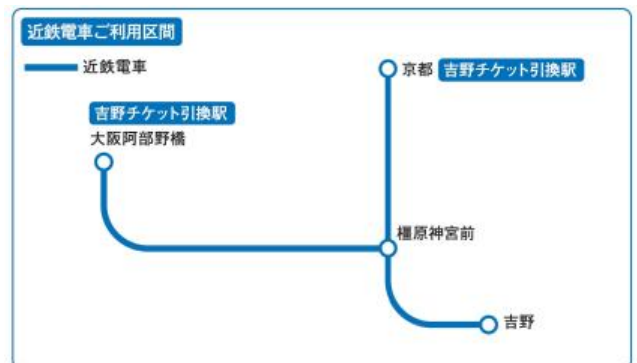 近鉄電車ご利用区間
近鉄電車
京都 吉野チケット引換駅
吉野チケット引換駅
大阪阿部野橋
橿原神宮前
吉野